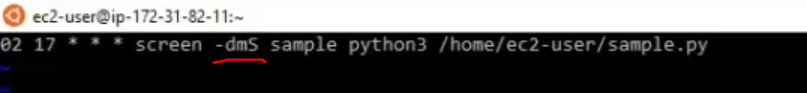 ec2-user@ip-172-31-82-11:~
02 17 * * * screen -dmS sample python3 /home/ec2-user/sample.py